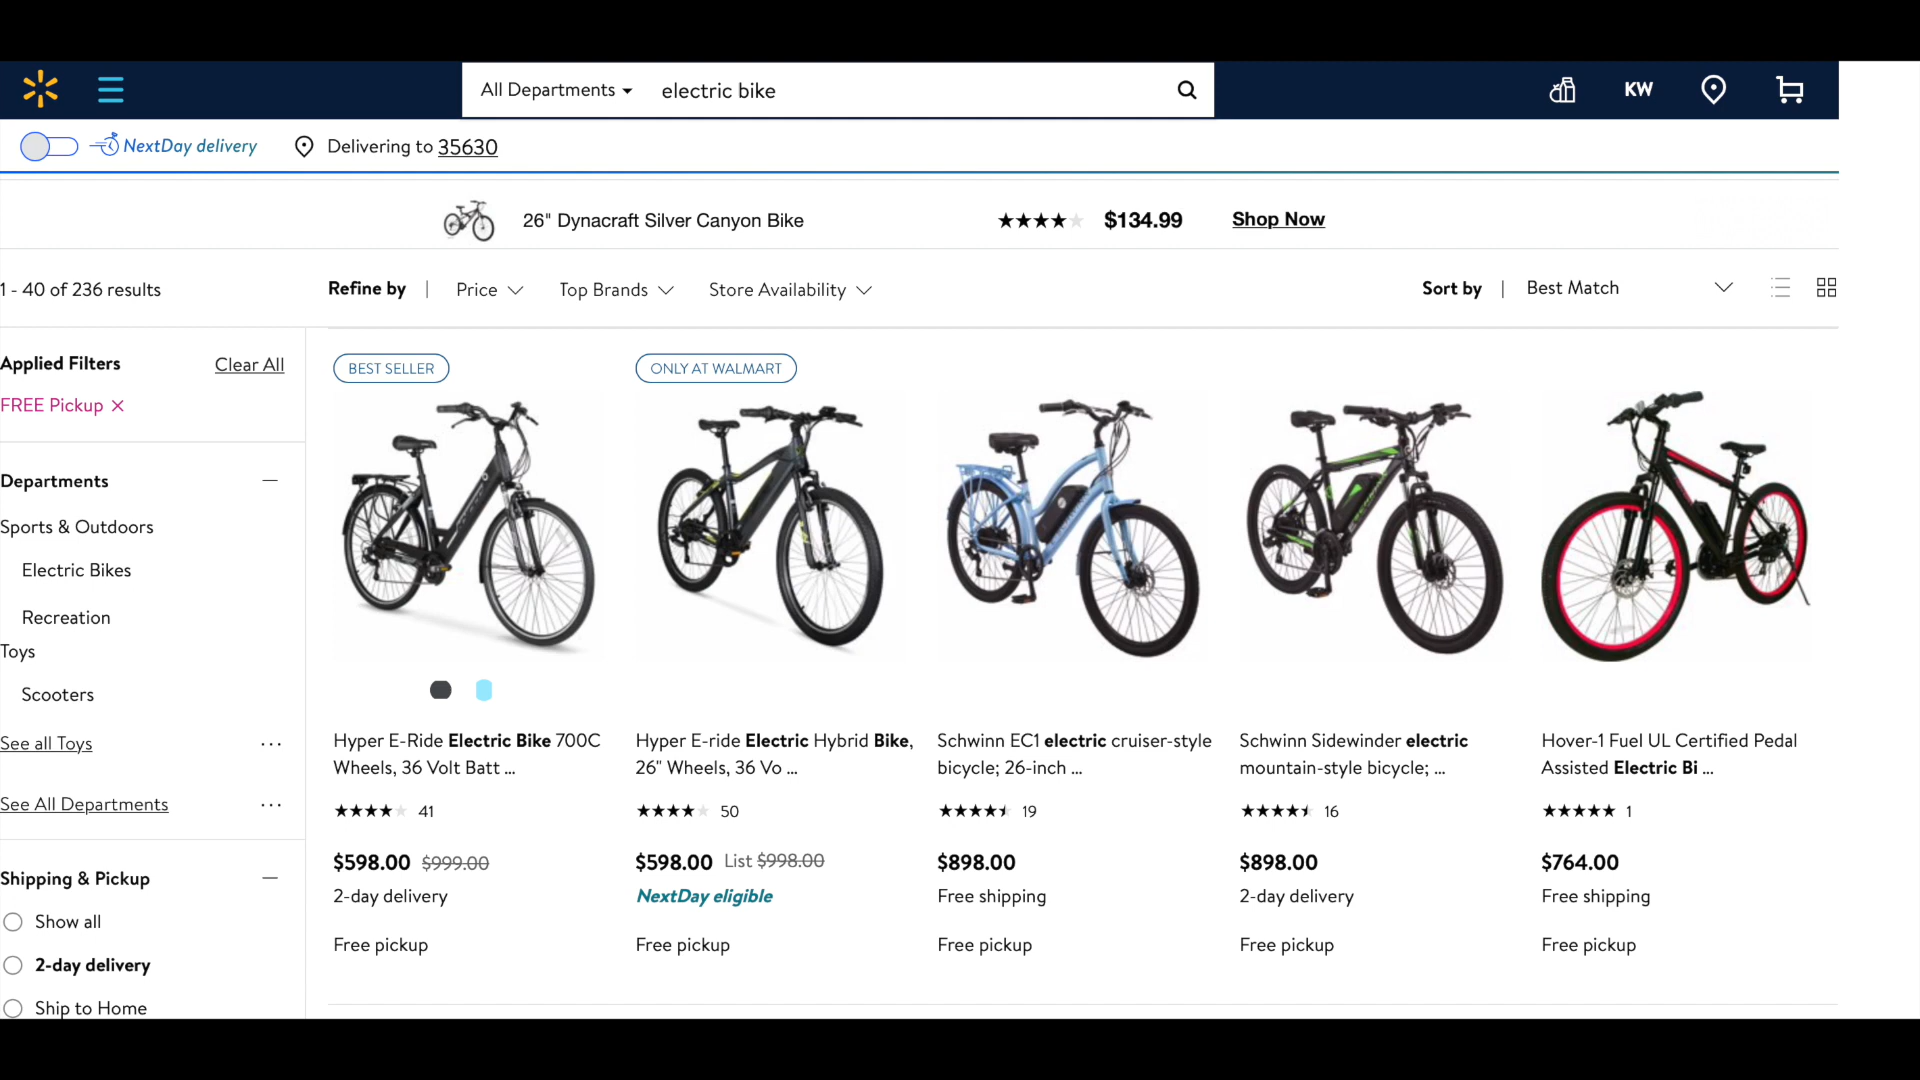 All Departments electric bike KW
NextDay delivery Delivering to 35630
26" Dynacraft Silver Canyon Bike $134.99 Shop Now
1 - 40 of 236 results Refine by | Price Top Brands Store Availability Sort by | Best Match
Applied Filters Clear All
FREE Pickup
Departments
Sports & Outdoors
Electric Bikes
Recreation
Toys
Scooters
See all Toys
See All Departments
Shipping & Pickup
Show all
2-day delivery
Ship to Home
BEST SELLER
Hyper E-Ride Electric Bike 700C
Wheels, 36 Volt Batt ...
41
$598.00 $999.00
2-day delivery
Free pickup
ONLY AT WALMART
Hyper E-ride Electric Hybrid Bike,
26" Wheels, 36 Vo ...
50
$598.00 List $998.00
NextDay eligible
Free pickup
Schwinn EC1 electric cruiser-style
bicycle; 26-inch ...
19
$898.00
Free shipping
Free pickup
Schwinn Sidewinder electric
mountain-style bicycle; ...
16
$898.00
2-day delivery
Free pickup
Hover-1 Fuel UL Certified Pedal
Assisted Electric Bi ...
1
$764.00
Free shipping
Free pickup